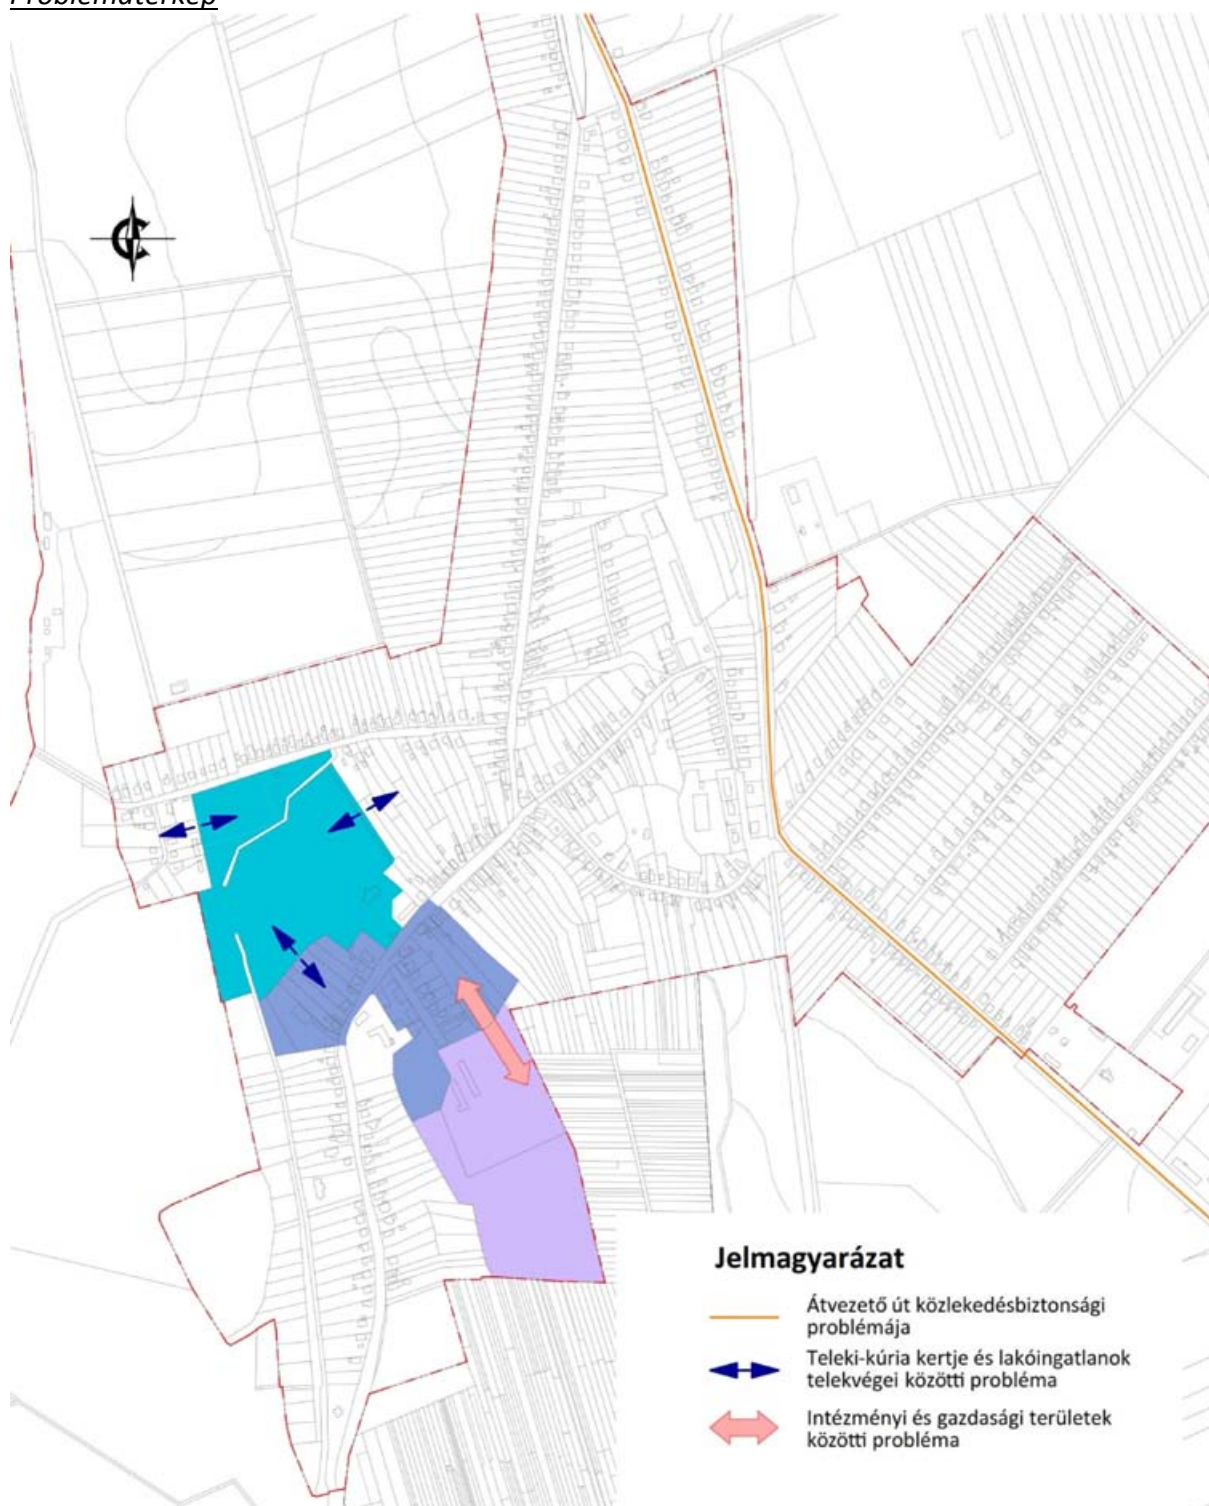 Problématérkép
Jelmagyarázat
Átvezető út közlekedésbiztonsági
problémája
Teleki-kúria kertje és lakóingatlanok
telekvégei közötti probléma
Intézményi és gazdasági területek
közötti probléma